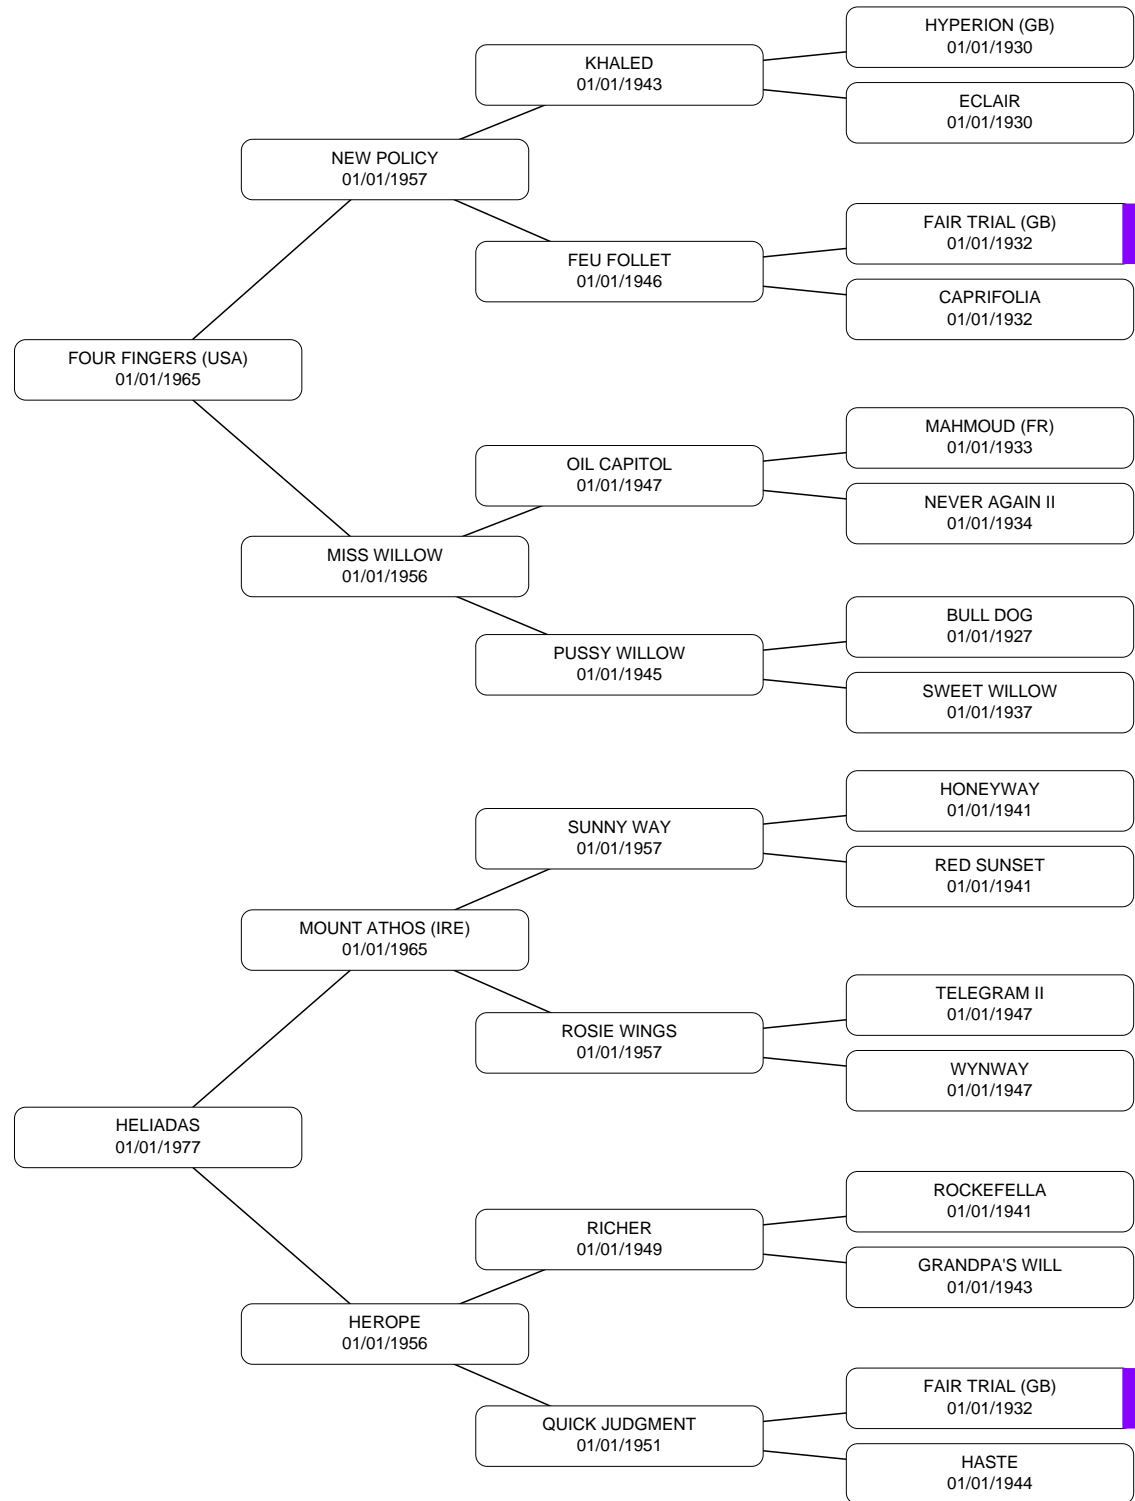 HYPERION (GB)
01/01/1930
KHALED
01/01/1943
ECLAIR
01/01/1930
NEW POLICY
01/01/1957
FAIR TRIAL (GB)
01/01/1932
FEU FOLLET
01/01/1946
CAPRIFOLIA
01/01/1932
FOUR FINGERS (USA)
01/01/1965
MAHMOUD (FR)
01/01/1933
OIL CAPITOL
01/01/1947
NEVER AGAIN II
01/01/1934
MISS WILLOW
01/01/1956
BULL DOG
01/01/1927
PUSSY WILLOW
01/01/1945
SWEET WILLOW
01/01/1937
HONEYWAY
01/01/1941
SUNNY WAY
01/01/1957
RED SUNSET
01/01/1941
MOUNT ATHOS (IRE)
01/01/1965
TELEGRAM II
01/01/1947
ROSIE WINGS
01/01/1957
WYNWAY
01/01/1947
HELIADAS
01/01/1977
ROCKEFELLA
01/01/1941
RICHER
01/01/1949
GRANDPA'S WILL
01/01/1943
HEROPE
01/01/1956
FAIR TRIAL (GB)
01/01/1932
QUICK JUDGMENT
01/01/1951
HASTE
01/01/1944